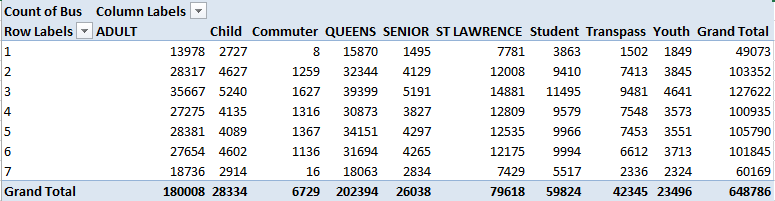 Count of Bus Column Labels
Row Labels ADULT Child Commuter QUEENS SENIOR ST LAWRENCE Student Transpass Youth Grand Total
1 13978 2727 8 15870 1495 7781 3863 1502 1849 49073
2 28317 4627 1259 32344 4129 12008 9410 7413 3845 103352
3 35667 5240 1627 39399 5191 14881 11495 9481 4641 127622
4 27275 4135 1316 30873 3827 12809 9579 7548 3573 100935
5 28381 4089 1367 34151 4297 12535 9966 7453 3551 105790
6 27654 4602 1136 31694 4265 12175 9994 6612 3713 101845
7 18736 2914 16 18063 2834 7429 5517 2336 2324 60169
Grand Total 180008 28334 6729 202394 26038 79618 59824 42345 23496 648786